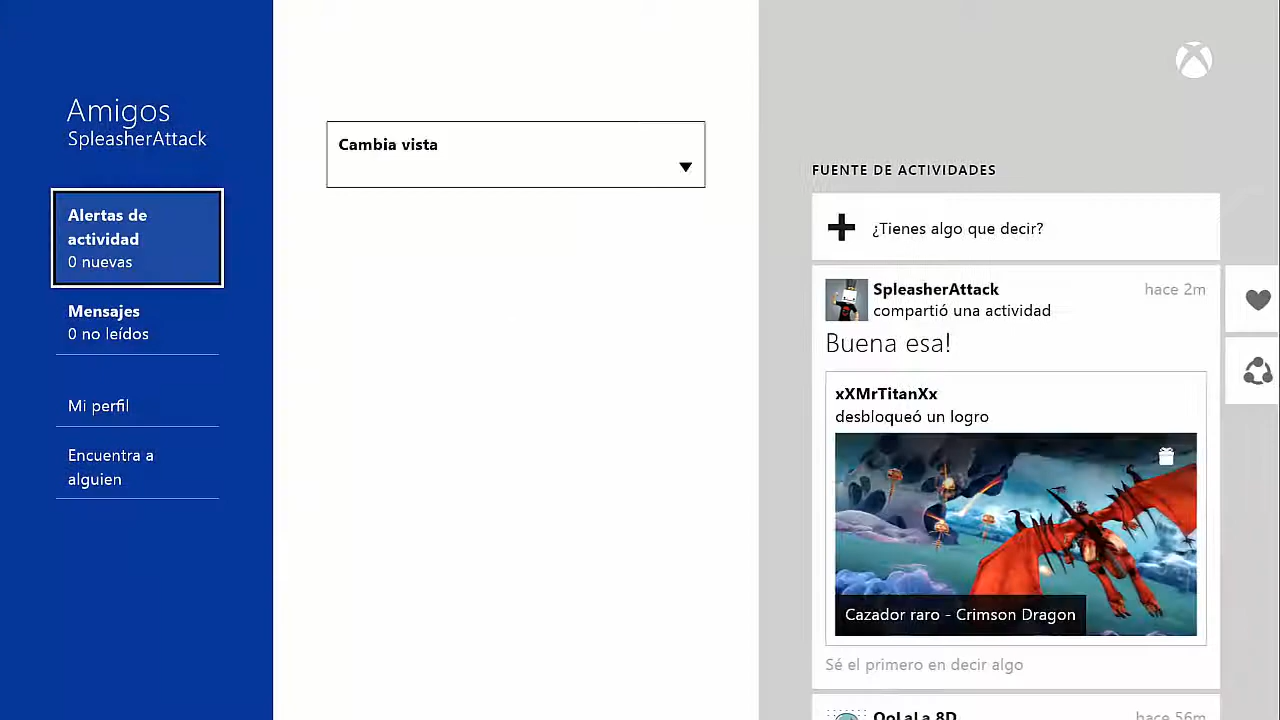 Amigos
SpleasherAttack
Alertas de
actividad
0 nuevas
Mensajes
0 no leídos
Mi perfil
Encuentra a
alguien
Cambia vista
FUENTE DE ACTIVIDADES
¿Tienes algo que decir?
SpleasherAttack
hace 2m
compartió una actividad
Buena esa!
xXMrTitanXx
desbloqueó un logro
Cazador raro - Crimson Dragon
Sé el primero en decir algo
OoLaLa 8D
hace 56m